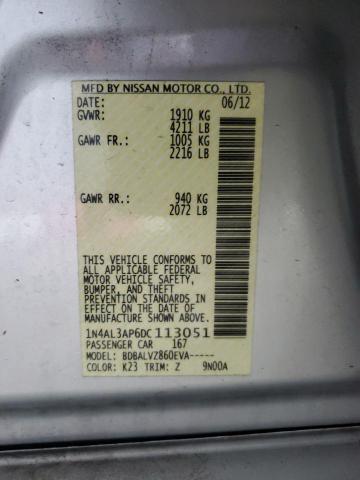 MFD BY NISSAN MOTOR CO., LTD.
DATE: 06/12
GVWR: 1910 KG
4211 LB
GAWR FR.: 1005 KG
2216 LB
GAWR RR.: 940 KG
2072 LB
THIS VEHICLE CONFORMS TO
ALL APPLICABLE FEDERAL
MOTOR VEHICLE SAFETY,
BUMPER, AND THEFT
PREVENTION STANDARDS IN
EFFECT ON THE DATE OF
MANUFACTURE SHOWN ABOVE.
1N4AL3AP6DC113051
PASSENGER CAR 167
MODEL: BDBALVZ860EVA-----
COLOR: K23 TRIM: Z 9N00A